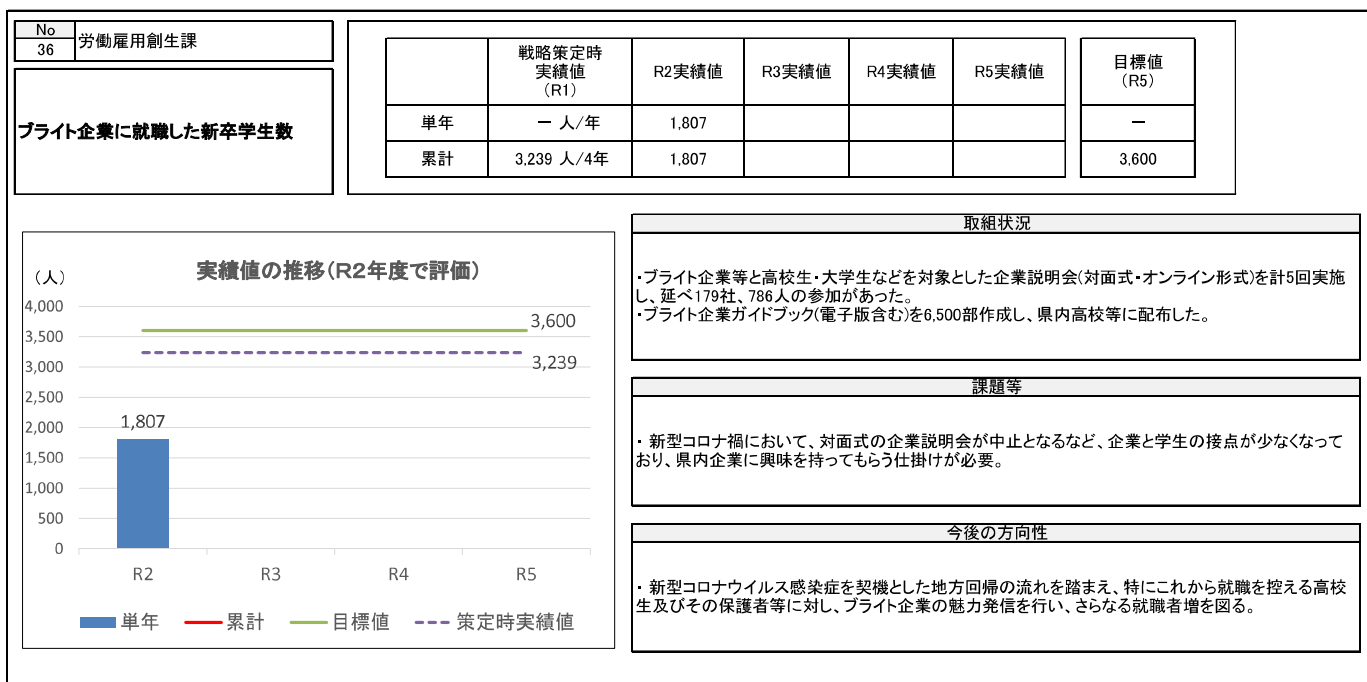 No
36
労働雇用創生課
ブライト企業に就職した新卒学生数
戦略策定時
実績値
(R1)
R2実績値
R3実績値
R4実績値
R5実績値
目標値
(R5)
単年
ー 人/年
1,807
ー
累計
3,239 人/4年
1,807
3,600
実績値の推移(R2年度で評価)
(人)
4,000
3,500
3,000
2,500
2,000
1,500
1,000
500
0
3,600
3,239
1,807
R2
R3
R4
R5
単年
累計
目標値
策定時実績値
取組状況
・ブライト企業等と高校生・大学生などを対象とした企業説明会(対面式・オンライン形式)を計5回実施
し、延べ179社、786人の参加があった。
・ブライト企業ガイドブック(電子版含む)を6,500部作成し、県内高校等に配布した。
課題等
・ 新型コロナ禍において、対面式の企業説明会が中止となるなど、企業と学生の接点が少なくなって
おり、県内企業に興味を持ってもらう仕掛けが必要。
今後の方向性
・ 新型コロナウイルス感染症を契機とした地方回帰の流れを踏まえ、特にこれから就職を控える高校
生及びその保護者等に対し、ブライト企業の魅力発信を行い、さらなる就職者増を図る。